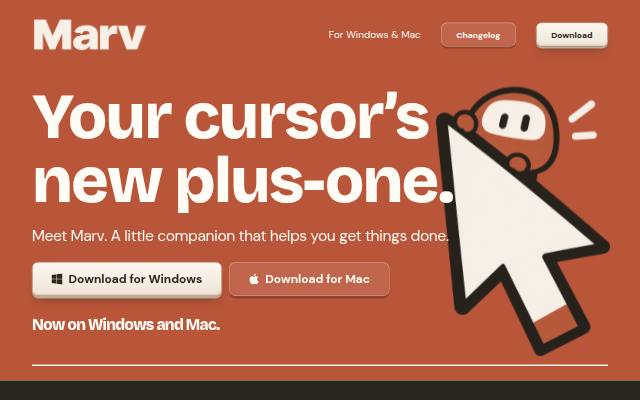 Marv
For Windows & Mac
Changelog
Download
Your cursor’s
new plus-one.
Meet Marv. A little companion that helps you get things done.
Download for Windows
Download for Mac
Now on Windows and Mac.